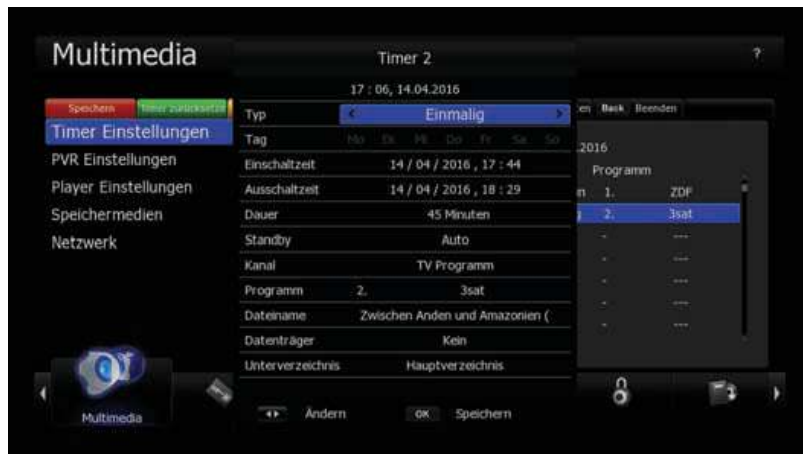 Multimedia
Timer 2
?
17 : 06, 14.04.2016
Speichern
Timer Einstellungen
PVR Einstellungen
Player Einstellungen
Speichermedien
Netzwerk
Typ Einmalig
Tag Mo Di Mi Do Fr Sa So
Einschaltzeit 14 / 04 / 2016 , 17 : 44
Ausschaltzeit 14 / 04 / 2016 , 18 : 29
Dauer 45 Minuten
Standby Auto
Kanal TV Programm
Programm 2. 3sat
Dateiname Zwischen Anden und Amazonien (
Datenträger Kein
Unterverzeichnis Hauptverzeichnis
Ändern OK Speichern
en Back Beenden
.2016
Programm
n 1. ZDF
g 2. 3sat
- ---
- ---
- ---
- ---
- ---
Multimedia